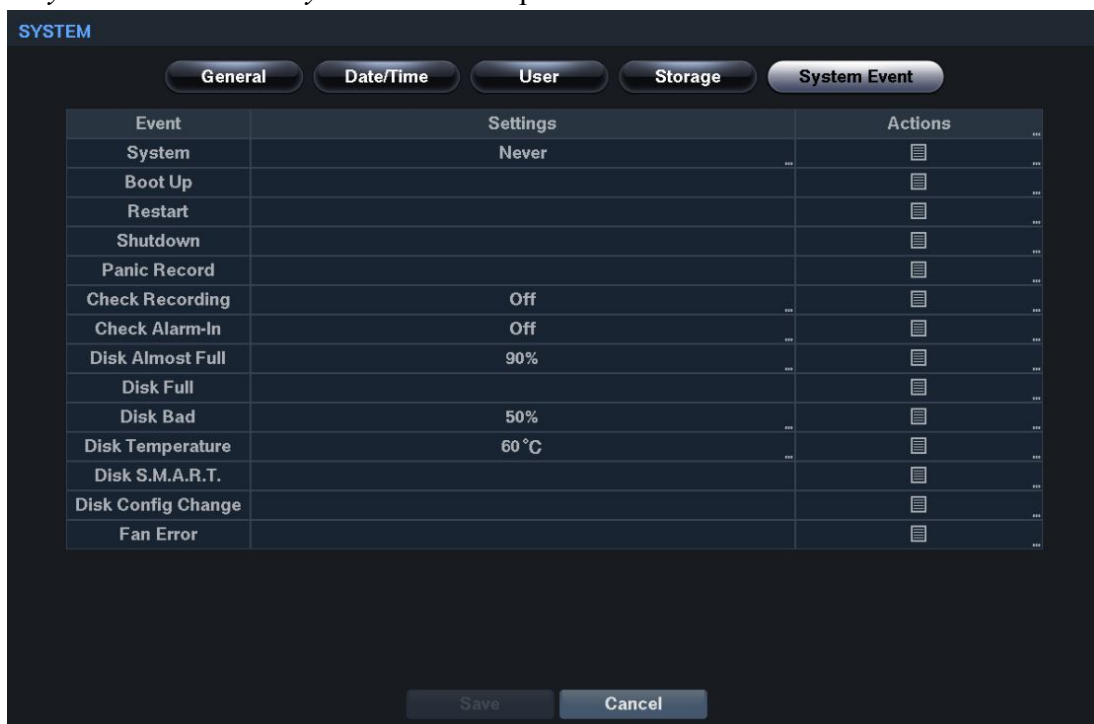 SYSTEM
General Date/Time User Storage System Event
Event Settings Actions ...
System Never ... ...
Boot Up ...
Restart ...
Shutdown ...
Panic Record ...
Check Recording Off ... ...
Check Alarm-In Off ... ...
Disk Almost Full 90% ... ...
Disk Full ...
Disk Bad 50% ... ...
Disk Temperature 60°C ... ...
Disk S.M.A.R.T. ...
Disk Config Change ...
Fan Error ...
Save Cancel